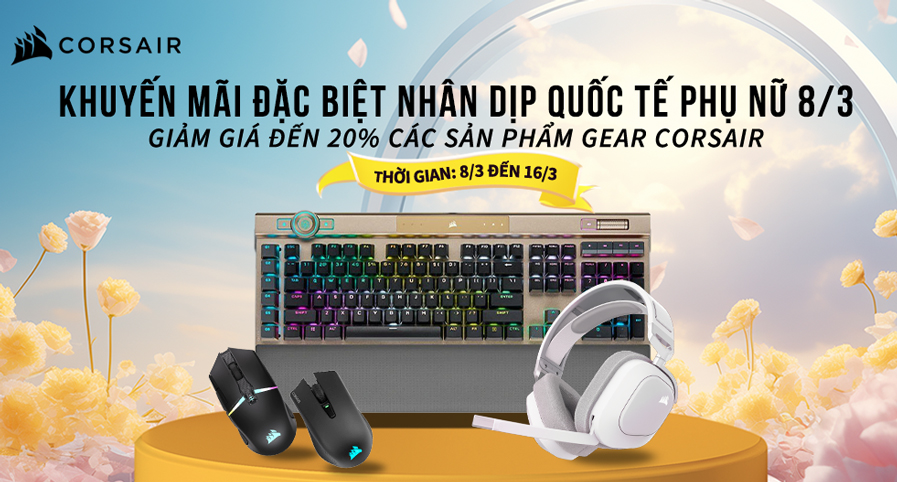 CORSAIR
KHUYẾN MÃI ĐẶC BIỆT NHÂN DỊP QUỐC TẾ PHỤ NỮ 8/3
GIẢM GIÁ ĐẾN 20% CÁC SẢN PHẨM GEAR CORSAIR
THỜI GIAN: 8/3 ĐẾN 16/3